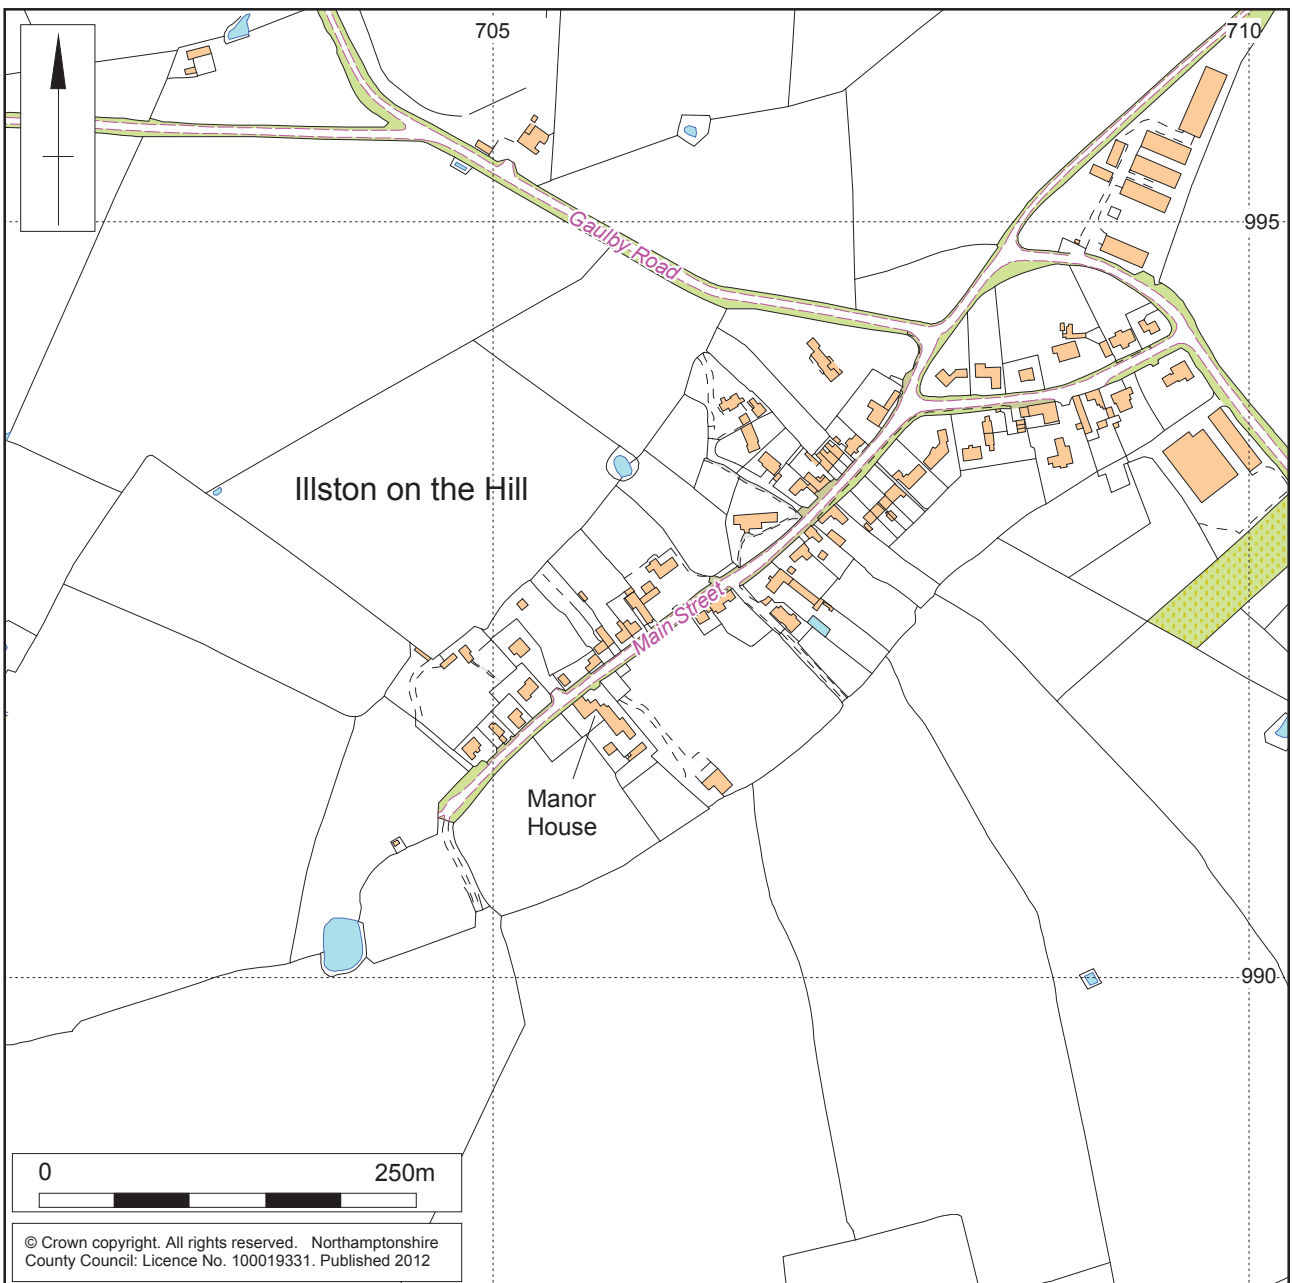 705
710
Gaulby Road
995
Illston on the Hill
Main Street
Manor
House
990
0 250m
© Crown copyright. All rights reserved. Northamptonshire
County Council: Licence No. 100019331. Published 2012